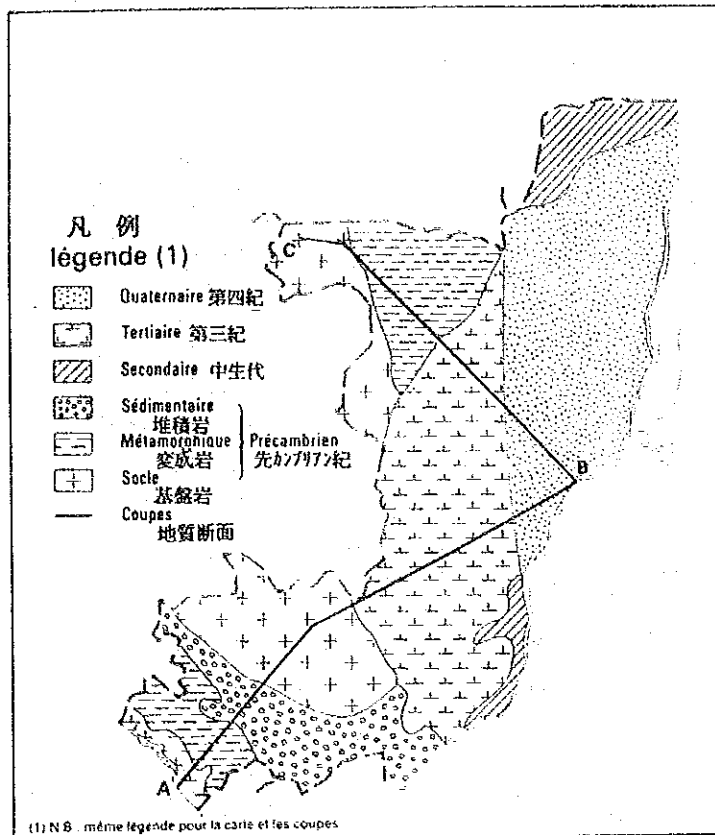 凡 例
légende (1)
Quaternaire 第四紀
Tertiaire 第三紀
Secondaire 中生代
Sédimentaire
堆積岩
Métamorphique
変成岩
Précambrien
先カンブリアン紀
Socle
基盤岩
Coupes
地質断面
C
B
A
(1) N.B. même légende pour la carte et les coupes